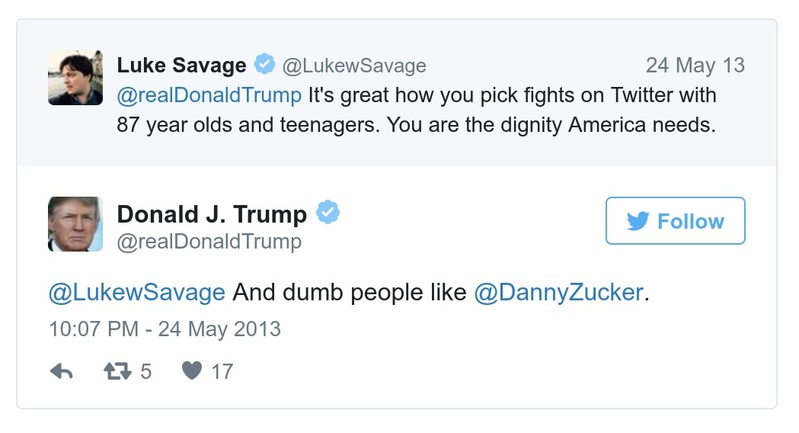 Luke Savage @LukewSavage 24 May 13
@realDonaldTrump It's great how you pick fights on Twitter with
87 year olds and teenagers. You are the dignity America needs.
Donald J. Trump
@realDonaldTrump
Follow
@LukewSavage And dumb people like @DannyZucker.
10:07 PM - 24 May 2013
5 17